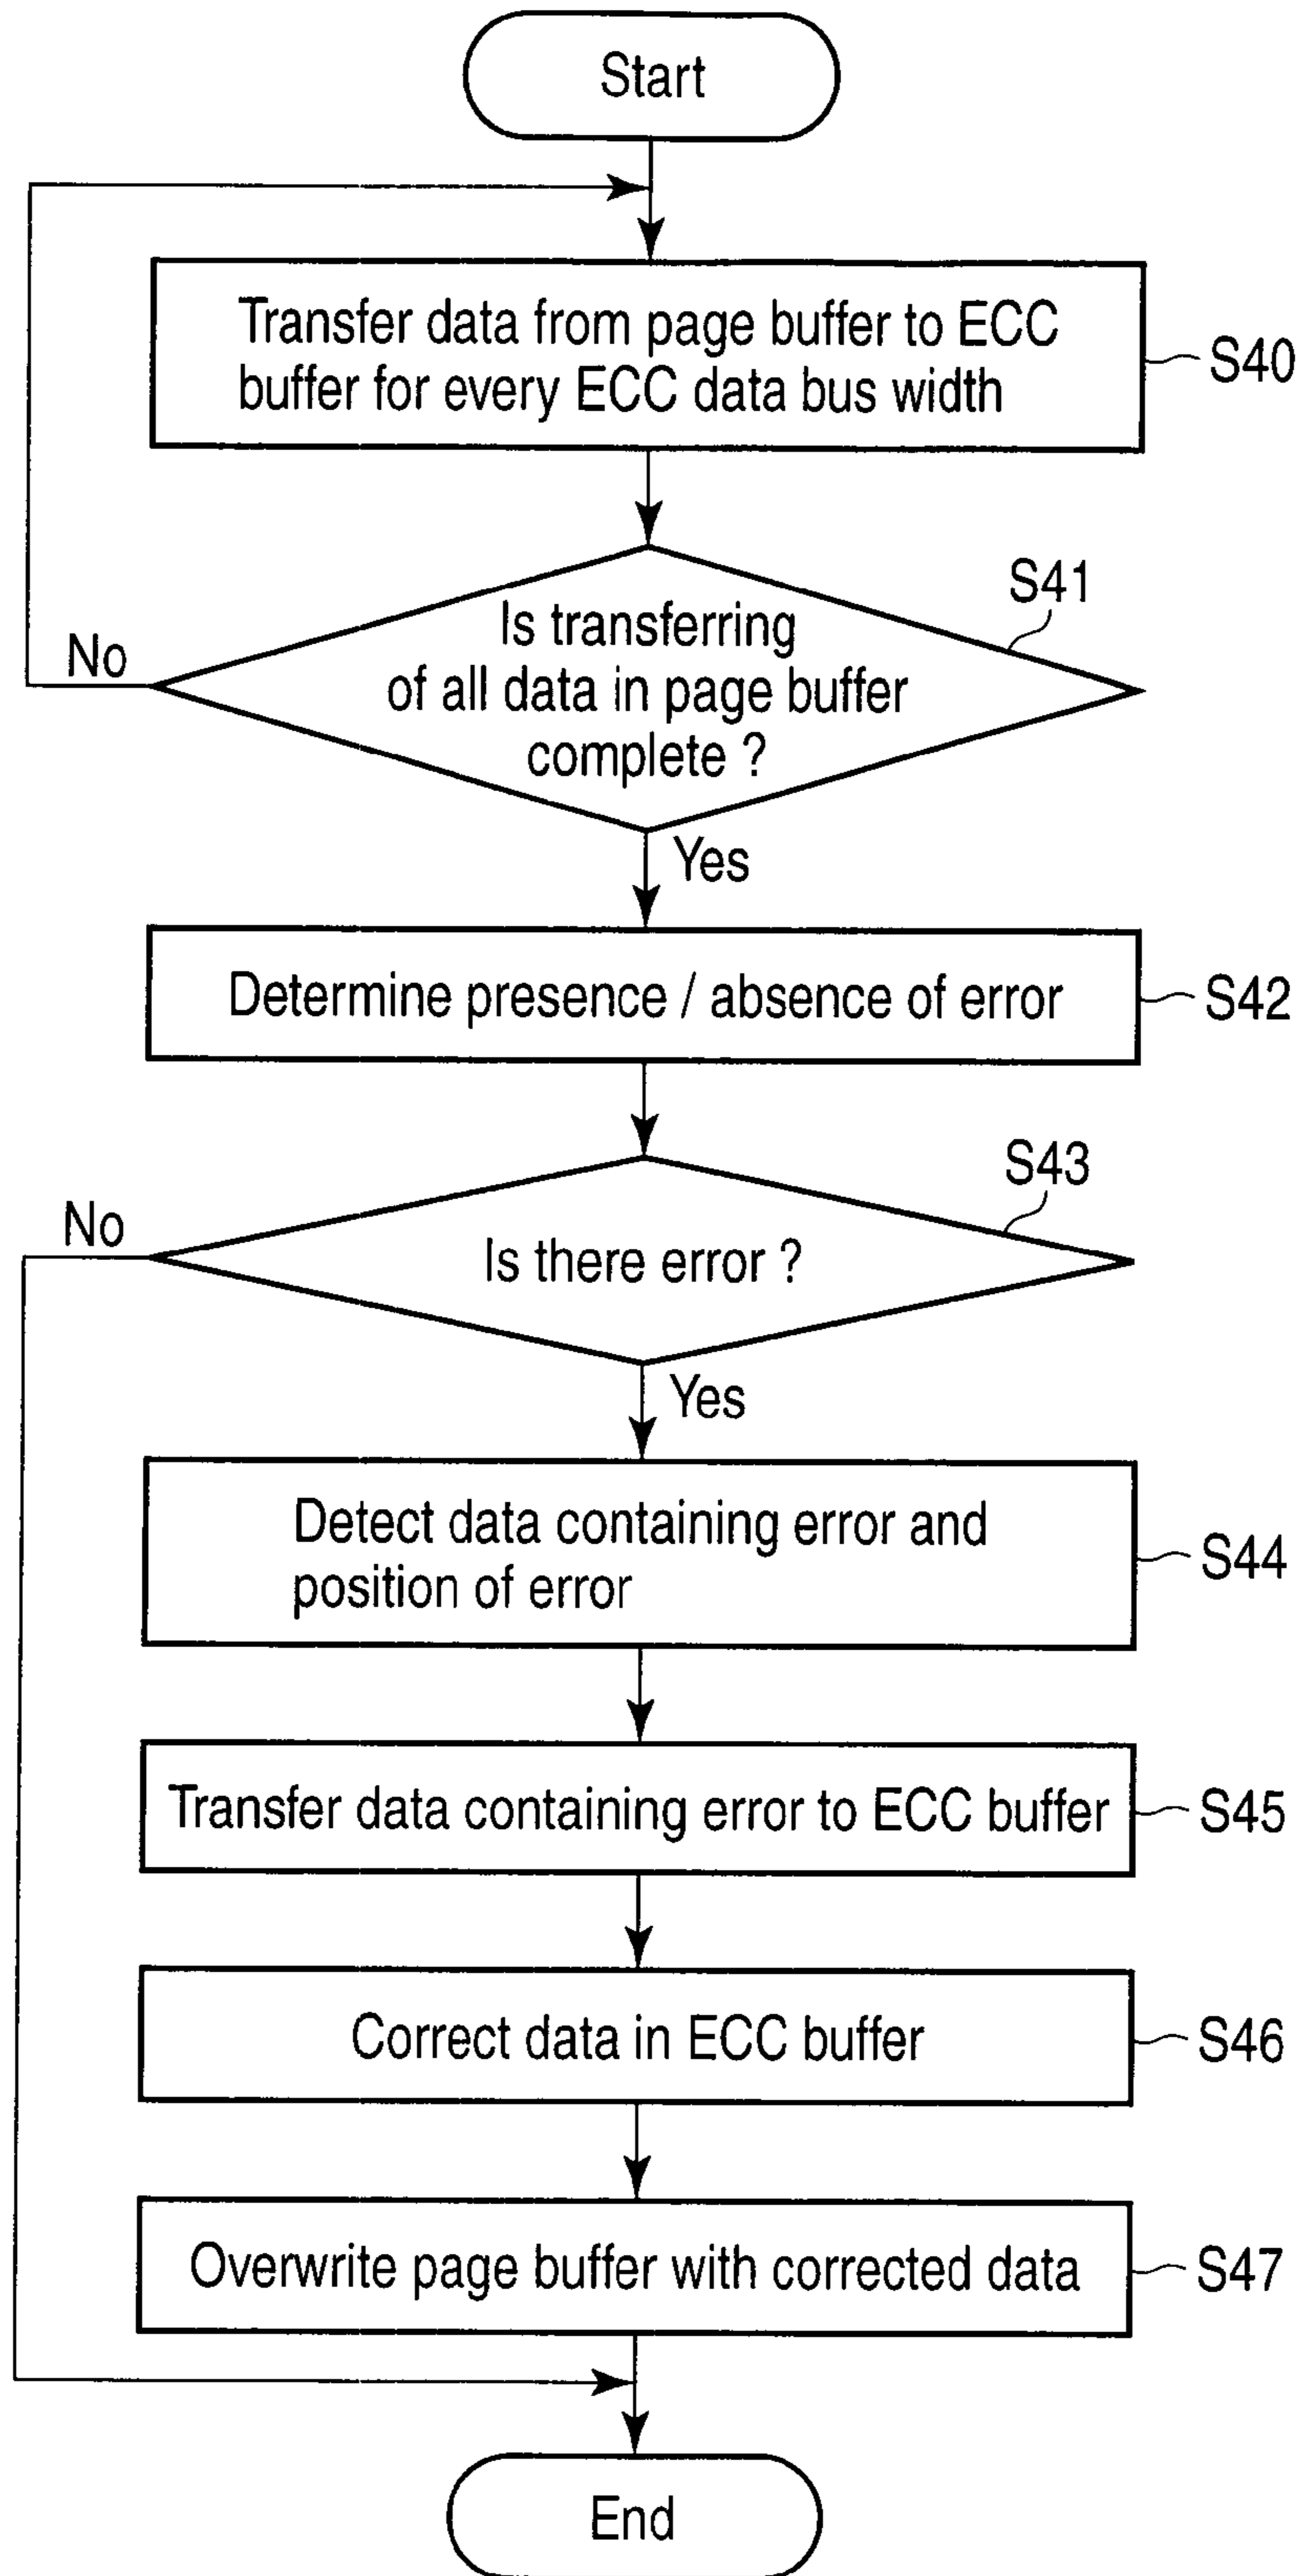 Start
Transfer data from page buffer to ECC
buffer for every ECC data bus width
S40
S41
Is transferring
of all data in page buffer
complete ?
No
Yes
Determine presence / absence of error
S42
S43
No
Is there error ?
Yes
Detect data containing error and
position of error
S44
Transfer data containing error to ECC buffer
S45
Correct data in ECC buffer
S46
Overwrite page buffer with corrected data
S47
End